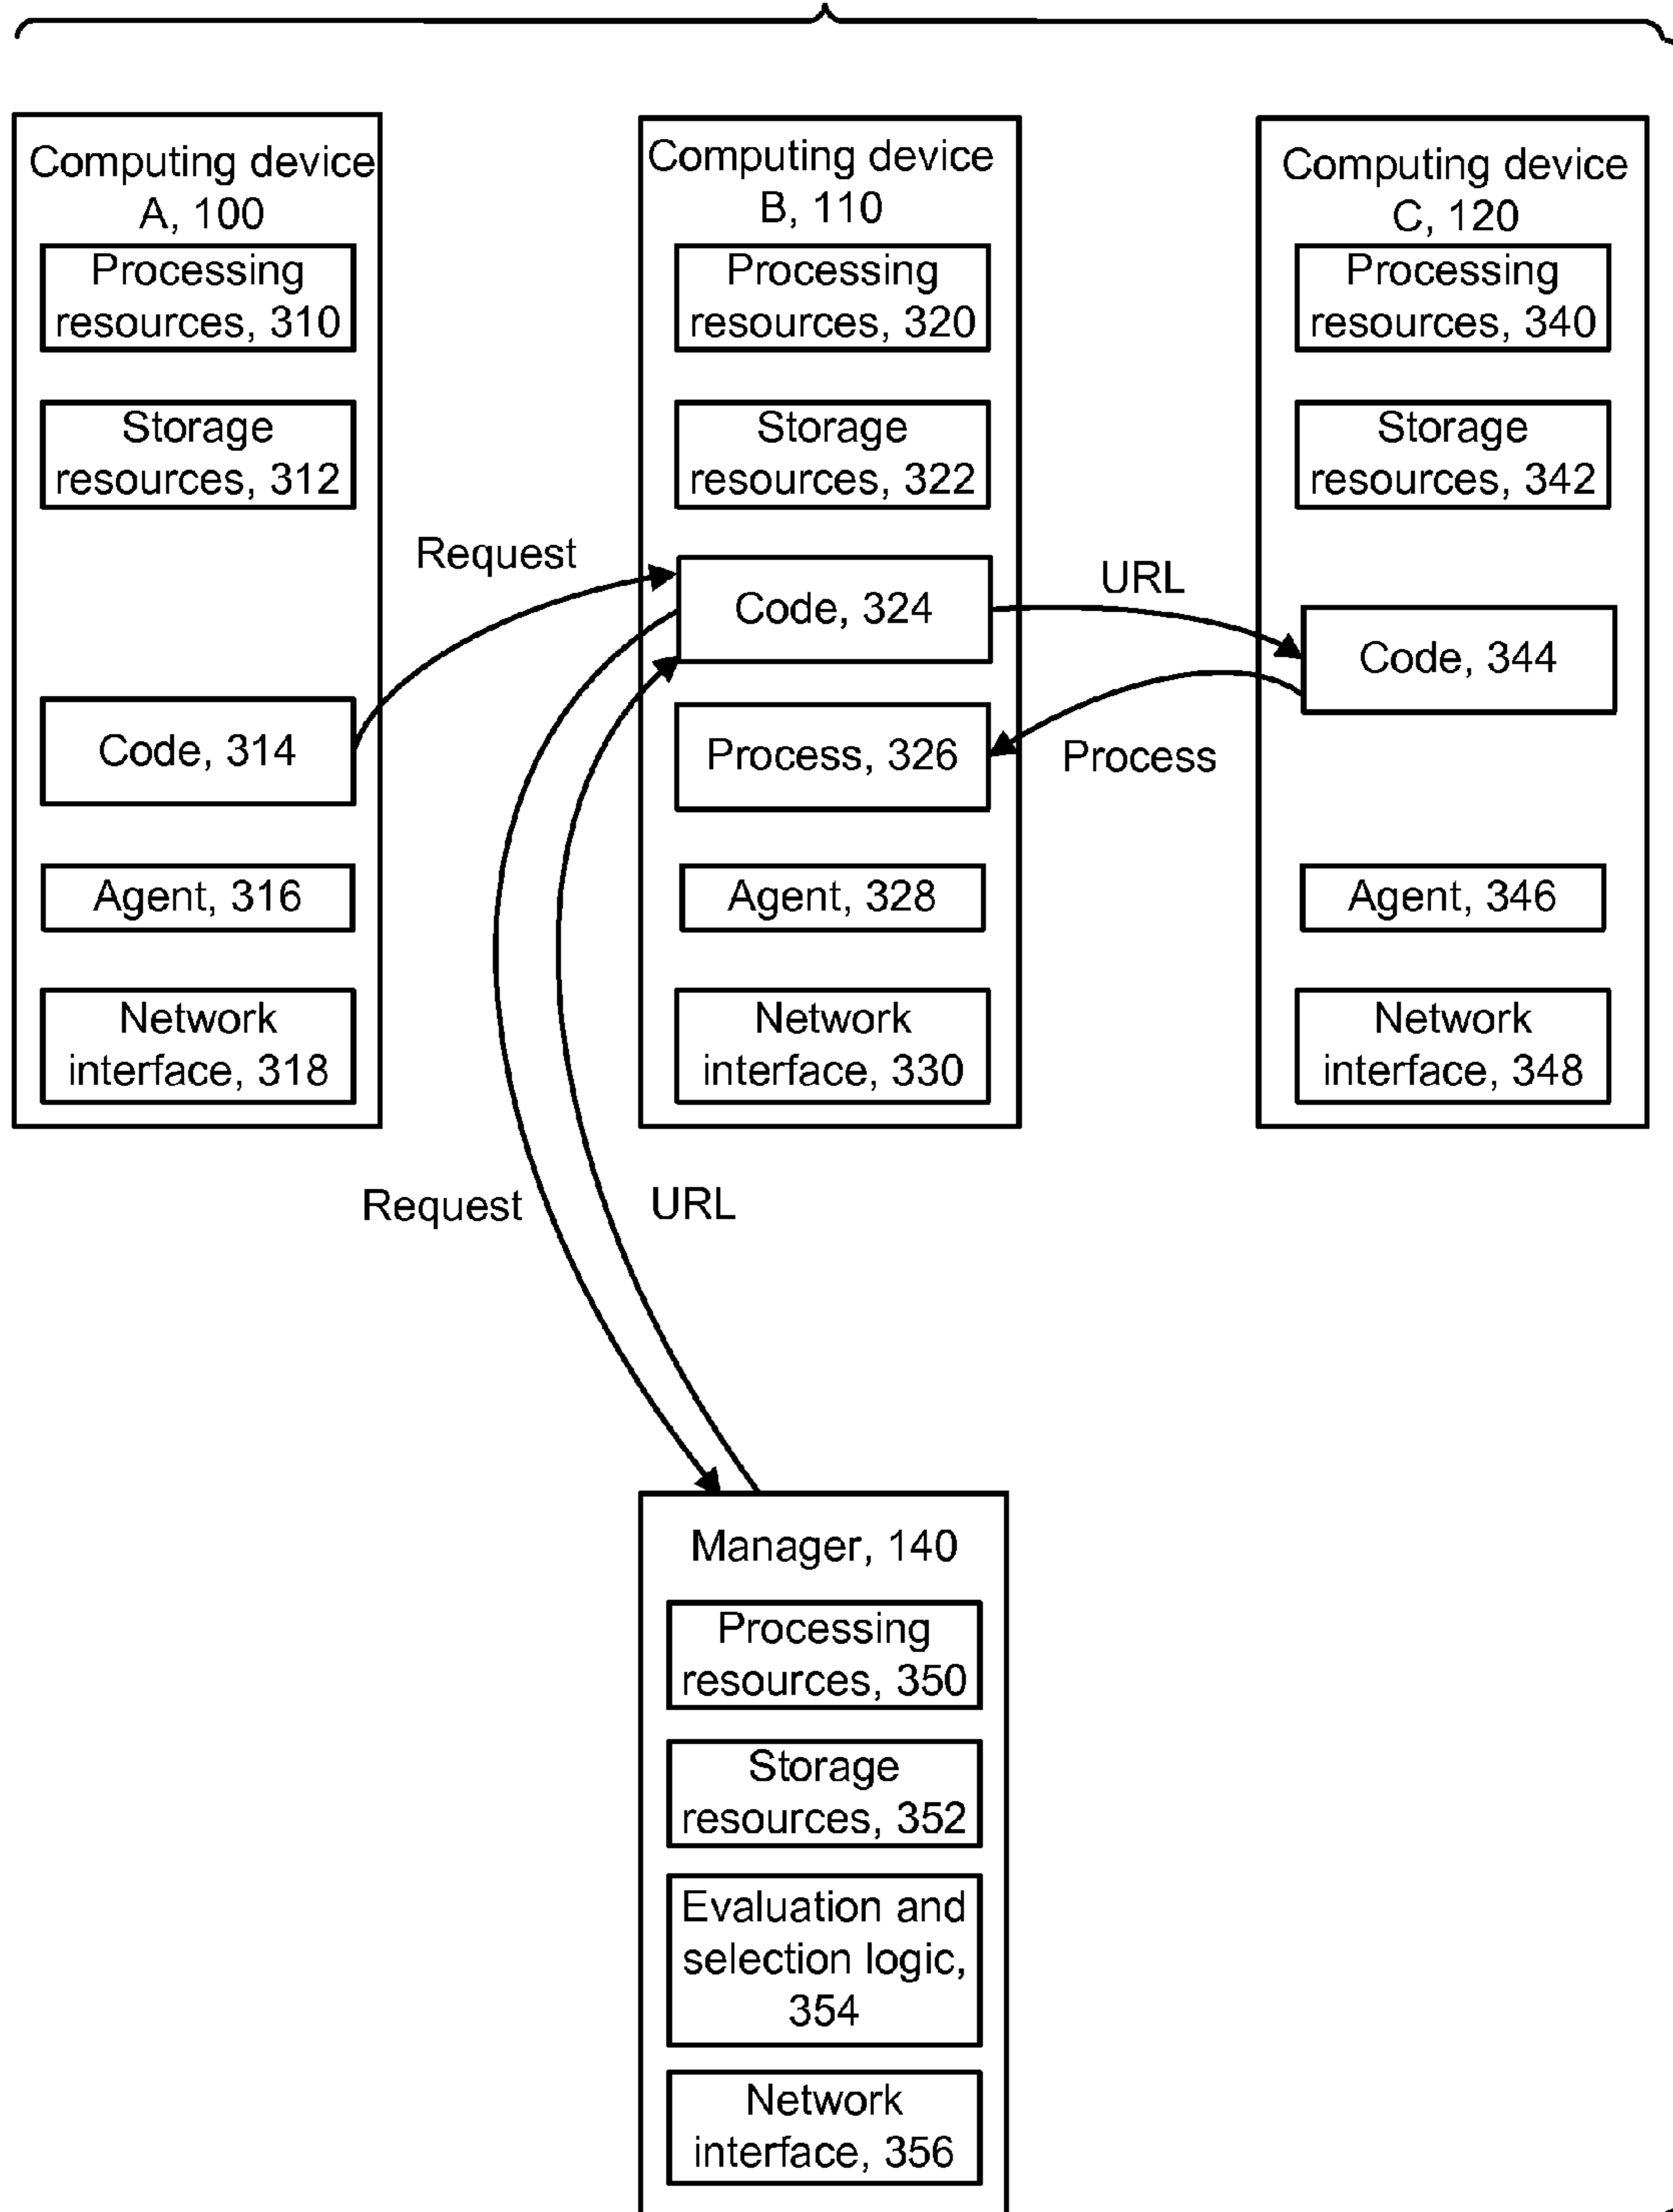 Computing device
A, 100
Processing
resources, 310
Storage
resources, 312
Code, 314
Agent, 316
Network
interface, 318
Request
Computing device
B, 110
Processing
resources, 320
Storage
resources, 322
Code, 324
Process, 326
Agent, 328
Network
interface, 330
URL
Process
Computing device
C, 120
Processing
resources, 340
Storage
resources, 342
Code, 344
Agent, 346
Network
interface, 348
Request
URL
Manager, 140
Processing
resources, 350
Storage
resources, 352
Evaluation and
selection logic,
354
Network
interface, 356